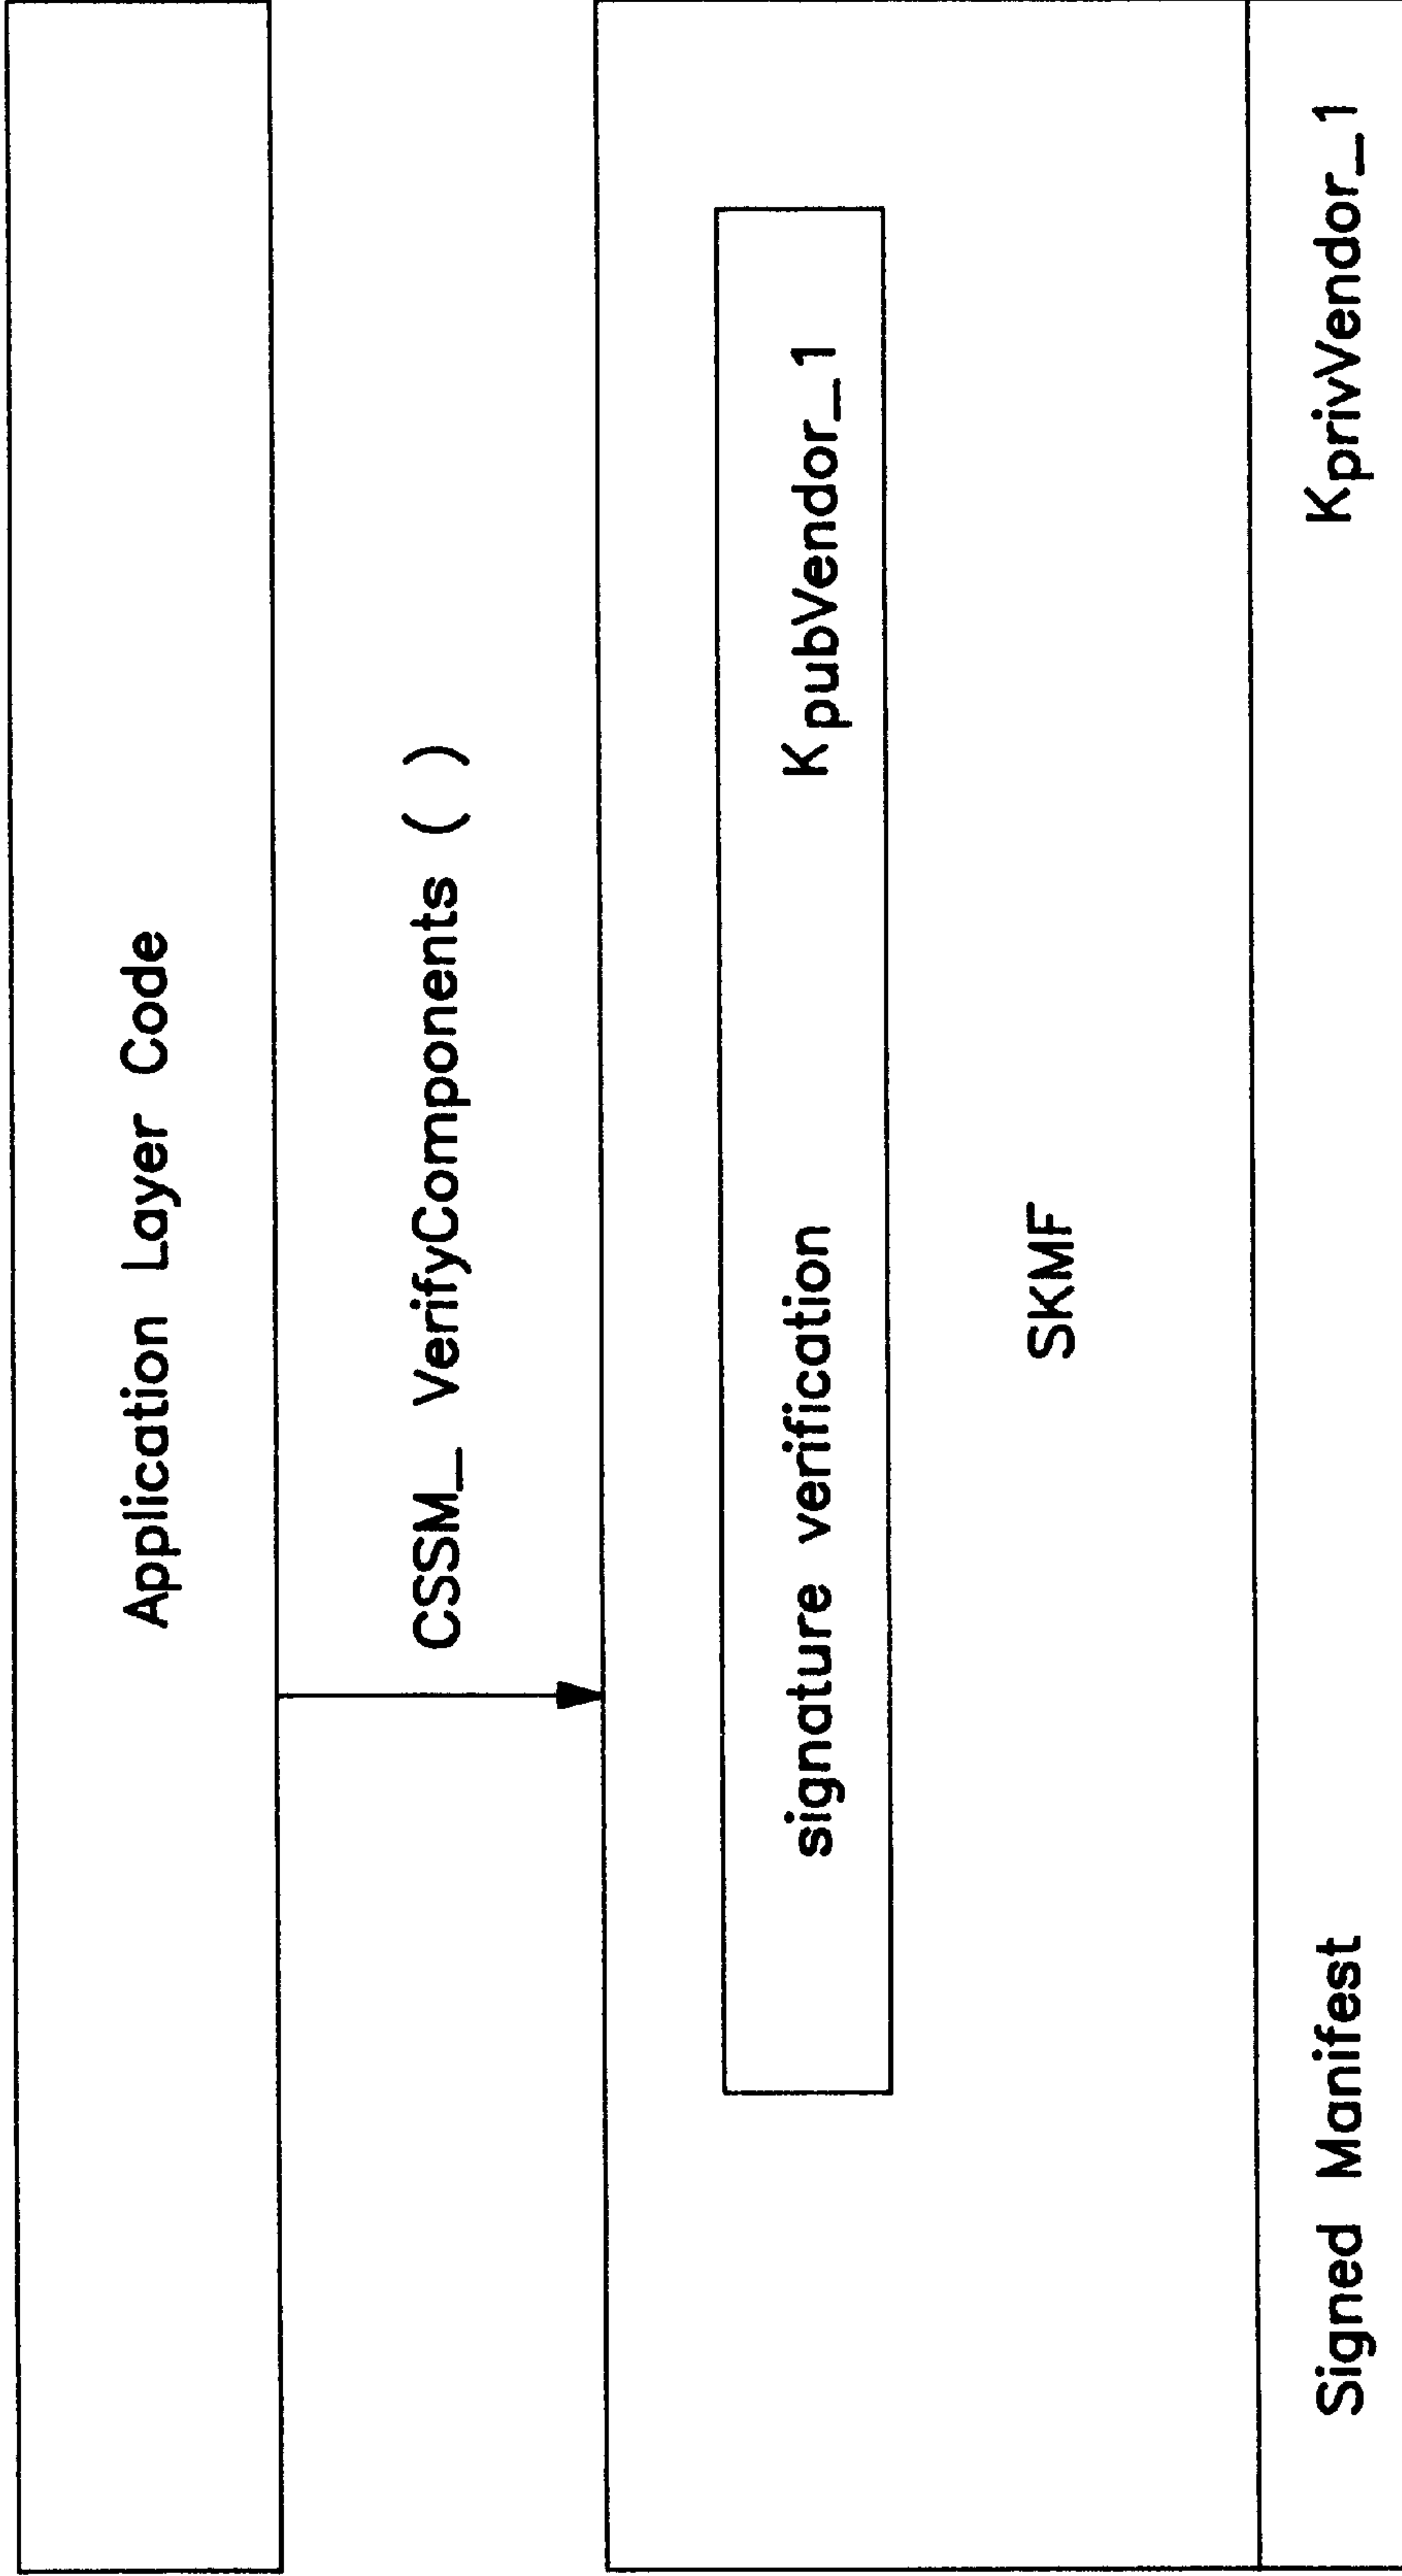 Application Layer Code
CSSM_ VerifyComponents ( )
signature verification KpubVendor_1
SKMF
Signed Manifest KprivVendor_1